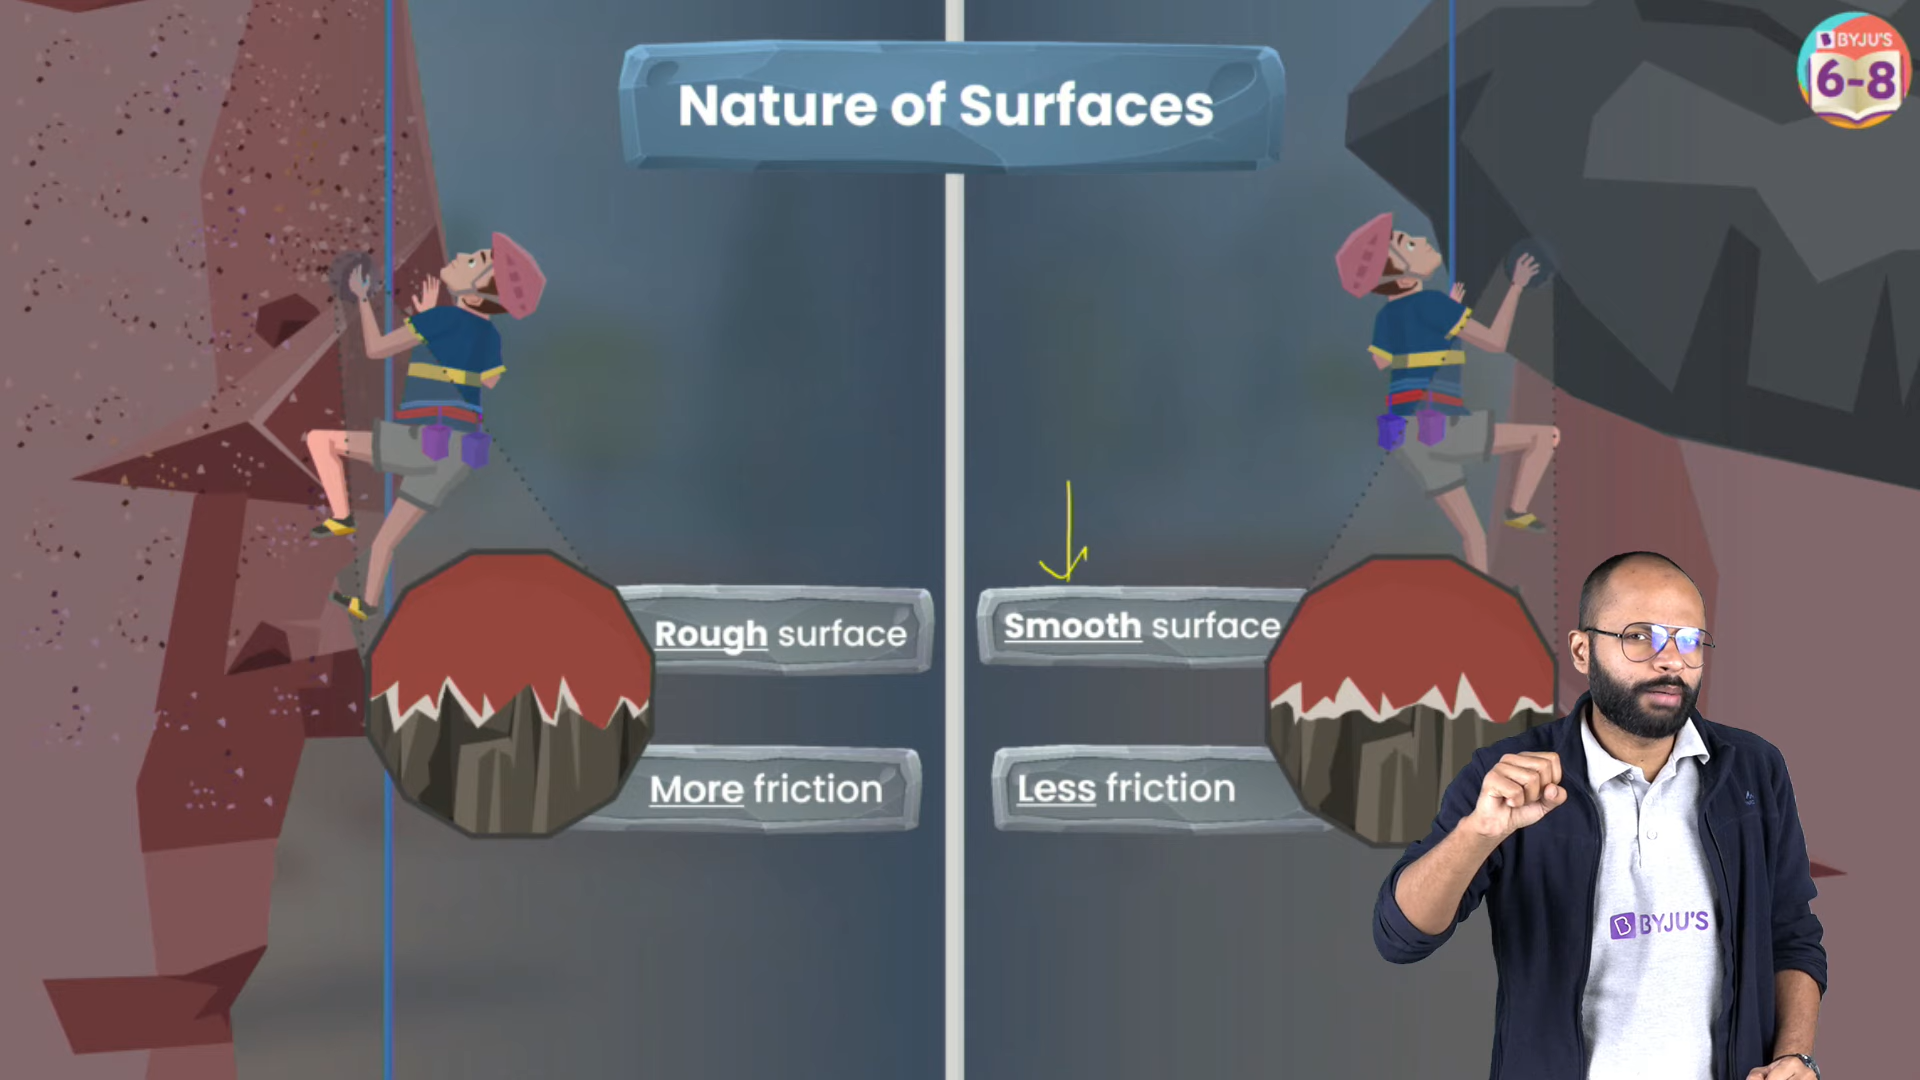 Nature of Surfaces
BYJU'S
6-8
Rough surface
Smooth surface
More friction
Less friction
BYJU'S